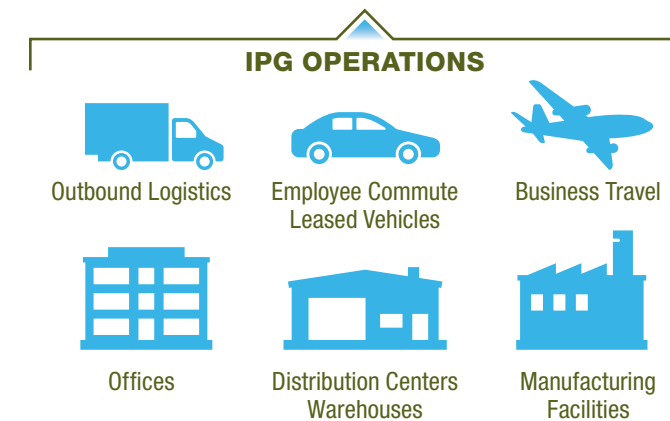 IPG OPERATIONS
Outbound Logistics
Employee Commute
Leased Vehicles
Business Travel
Offices
Distribution Centers
Warehouses
Manufacturing
Facilities